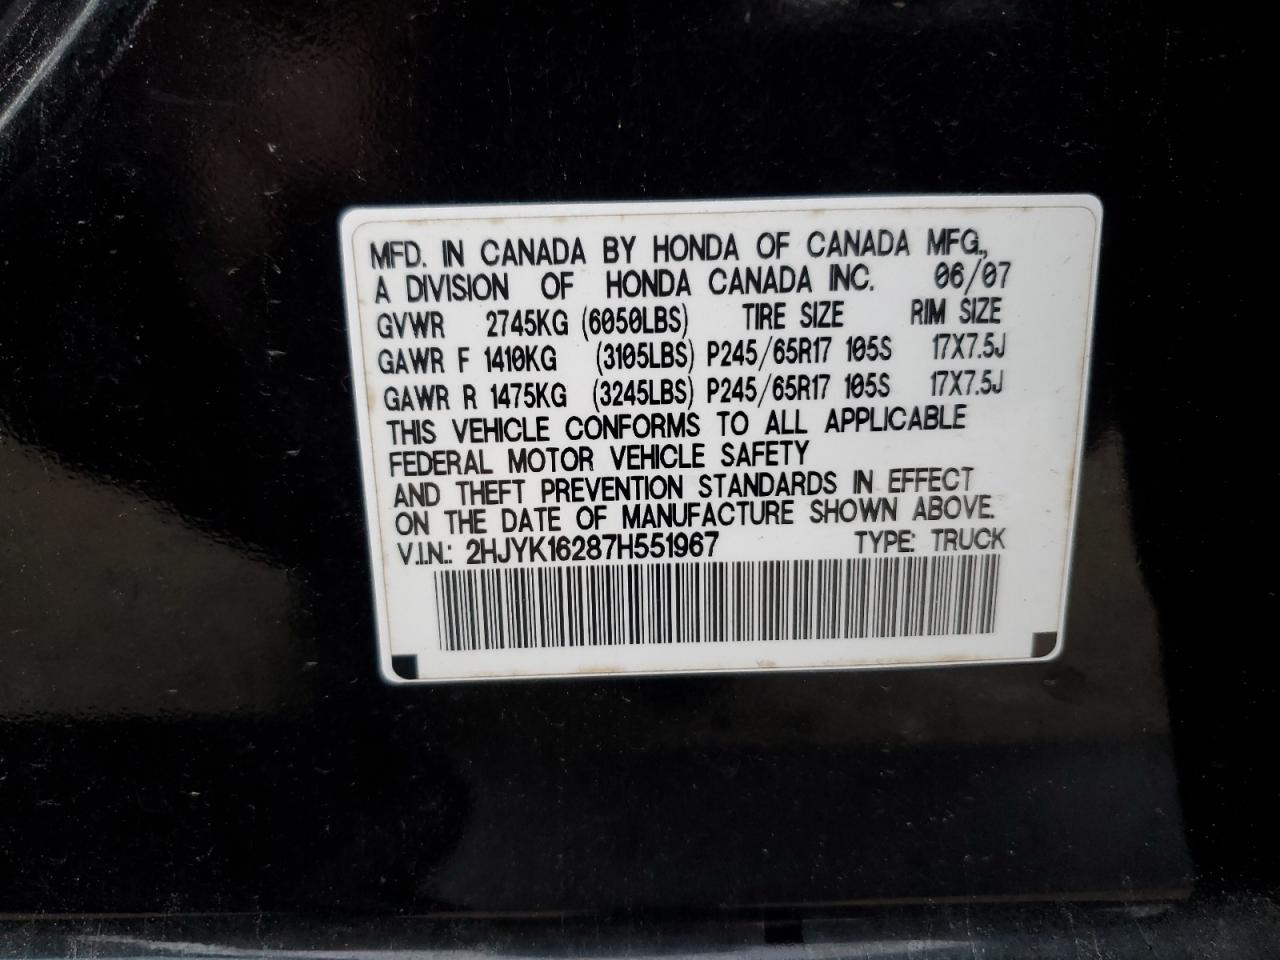 MFD. IN CANADA BY HONDA OF CANADA MFG.,
A DIVISION OF HONDA CANADA INC. 06/07
GVWR 2745KG (6050LBS) TIRE SIZE RIM SIZE
GAWR F 1410KG (3105LBS) P245/65R17 105S 17X7.5J
GAWR R 1475KG (3245LBS) P245/65R17 105S 17X7.5J
THIS VEHICLE CONFORMS TO ALL APPLICABLE
FEDERAL MOTOR VEHICLE SAFETY
AND THEFT PREVENTION STANDARDS IN EFFECT
ON THE DATE OF MANUFACTURE SHOWN ABOVE.
V.I.N.: 2HJYK16287H551967 TYPE: TRUCK